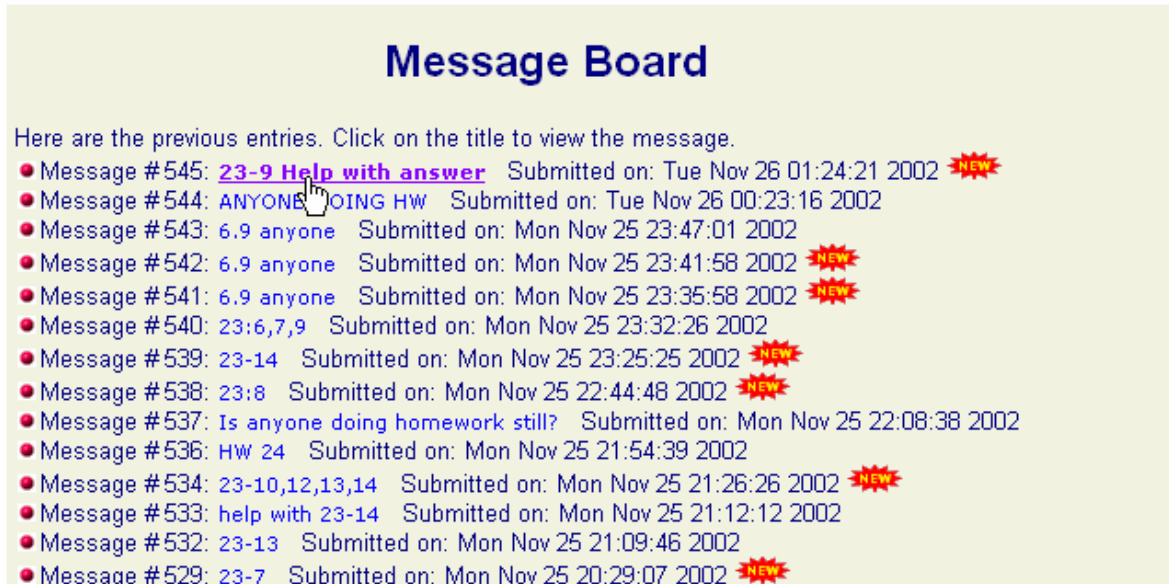 Message Board
Here are the previous entries. Click on the title to view the message.
Message #545: 23-9 Help with answer Submitted on: Tue Nov 26 01:24:21 2002 NEW
Message #544: ANYONE DOING HW Submitted on: Tue Nov 26 00:23:16 2002
Message #543: 6.9 anyone Submitted on: Mon Nov 25 23:47:01 2002
Message #542: 6.9 anyone Submitted on: Mon Nov 25 23:41:58 2002 NEW
Message #541: 6.9 anyone Submitted on: Mon Nov 25 23:35:58 2002 NEW
Message #540: 23:6,7,9 Submitted on: Mon Nov 25 23:32:26 2002
Message #539: 23-14 Submitted on: Mon Nov 25 23:25:25 2002 NEW
Message #538: 23:8 Submitted on: Mon Nov 25 22:44:48 2002 NEW
Message #537: Is anyone doing homework still? Submitted on: Mon Nov 25 22:08:38 2002
Message #536: HW 24 Submitted on: Mon Nov 25 21:54:39 2002
Message #534: 23-10,12,13,14 Submitted on: Mon Nov 25 21:26:26 2002 NEW
Message #533: help with 23-14 Submitted on: Mon Nov 25 21:12:12 2002
Message #532: 23-13 Submitted on: Mon Nov 25 21:09:46 2002
Message #529: 23-7 Submitted on: Mon Nov 25 20:29:07 2002 NEW